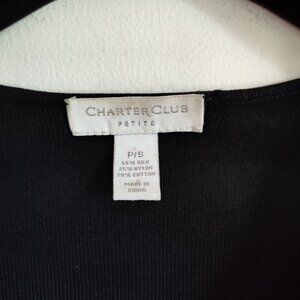 CHARTER CLUB
PETITE
P/S
55% SILK
25% NYLON
20% COTTON
MADE IN
CHINA